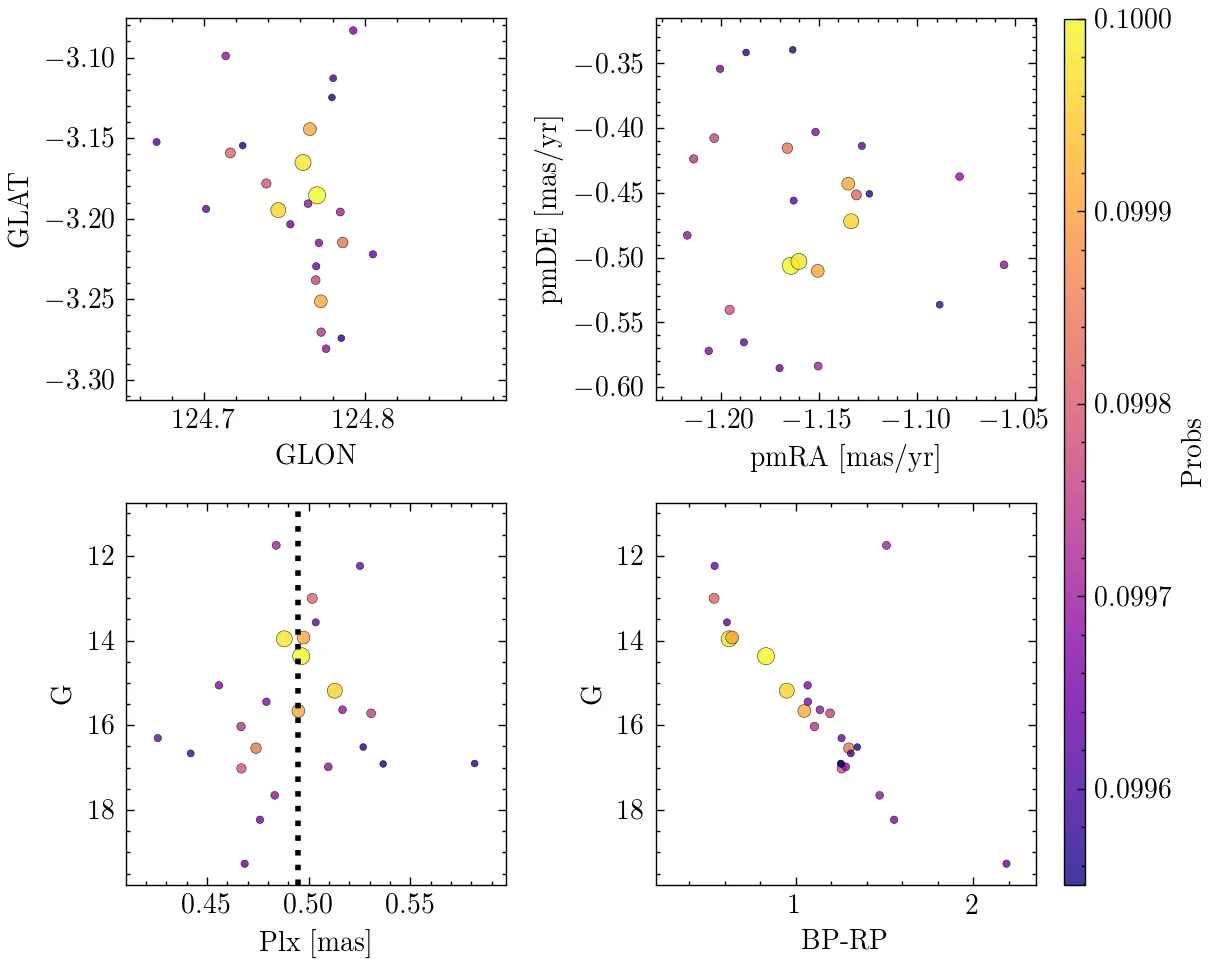 −3.10
−3.15
−3.20
−3.25
−3.30
GLAT
124.7 124.8
GLON
−0.35
−0.40
−0.45
−0.50
−0.55
−0.60
pmDE [mas/yr]
−1.20 −1.15 −1.10 −1.05
pmRA [mas/yr]
12
14
16
18
G
0.45 0.50 0.55
Plx [mas]
12
14
16
18
G
1 2
BP-RP
0.1000
0.0999
0.0998
0.0997
0.0996
Probs